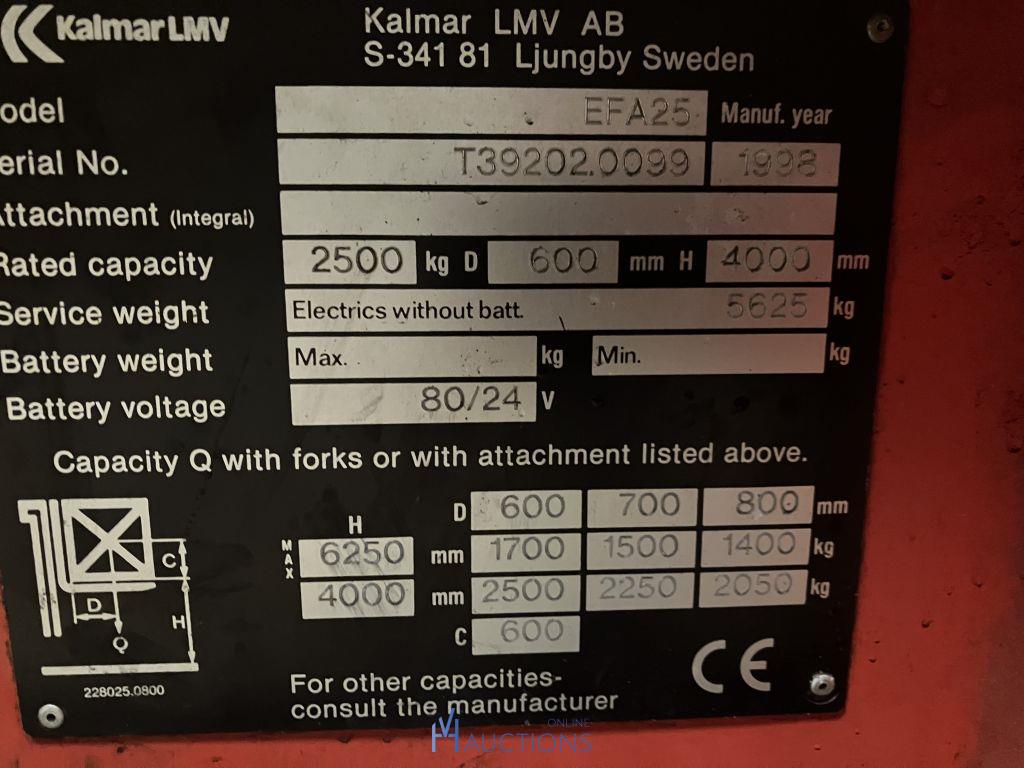 Kalmar LMV Kalmar LMV AB
S-341 81 Ljungby Sweden
odel EFA25 Manuf. year
erial No. T39202.0099 1998
Attachment (Integral)
Rated capacity 2500 kg D 600 mm H 4000 mm
Service weight Electrics without batt. 5625 kg
Battery weight Max. kg Min. kg
Battery voltage 80/24 V
Capacity Q with forks or with attachment listed above.
H D 600 700 800 mm
MAX 6250 mm 1700 1500 1400 kg
4000 mm 2500 2250 2050 kg
C 600
C
D
H
Q
228025.0800
For other capacities-
consult the manufacturer
CE
VH ONLINE
AUCTIONS